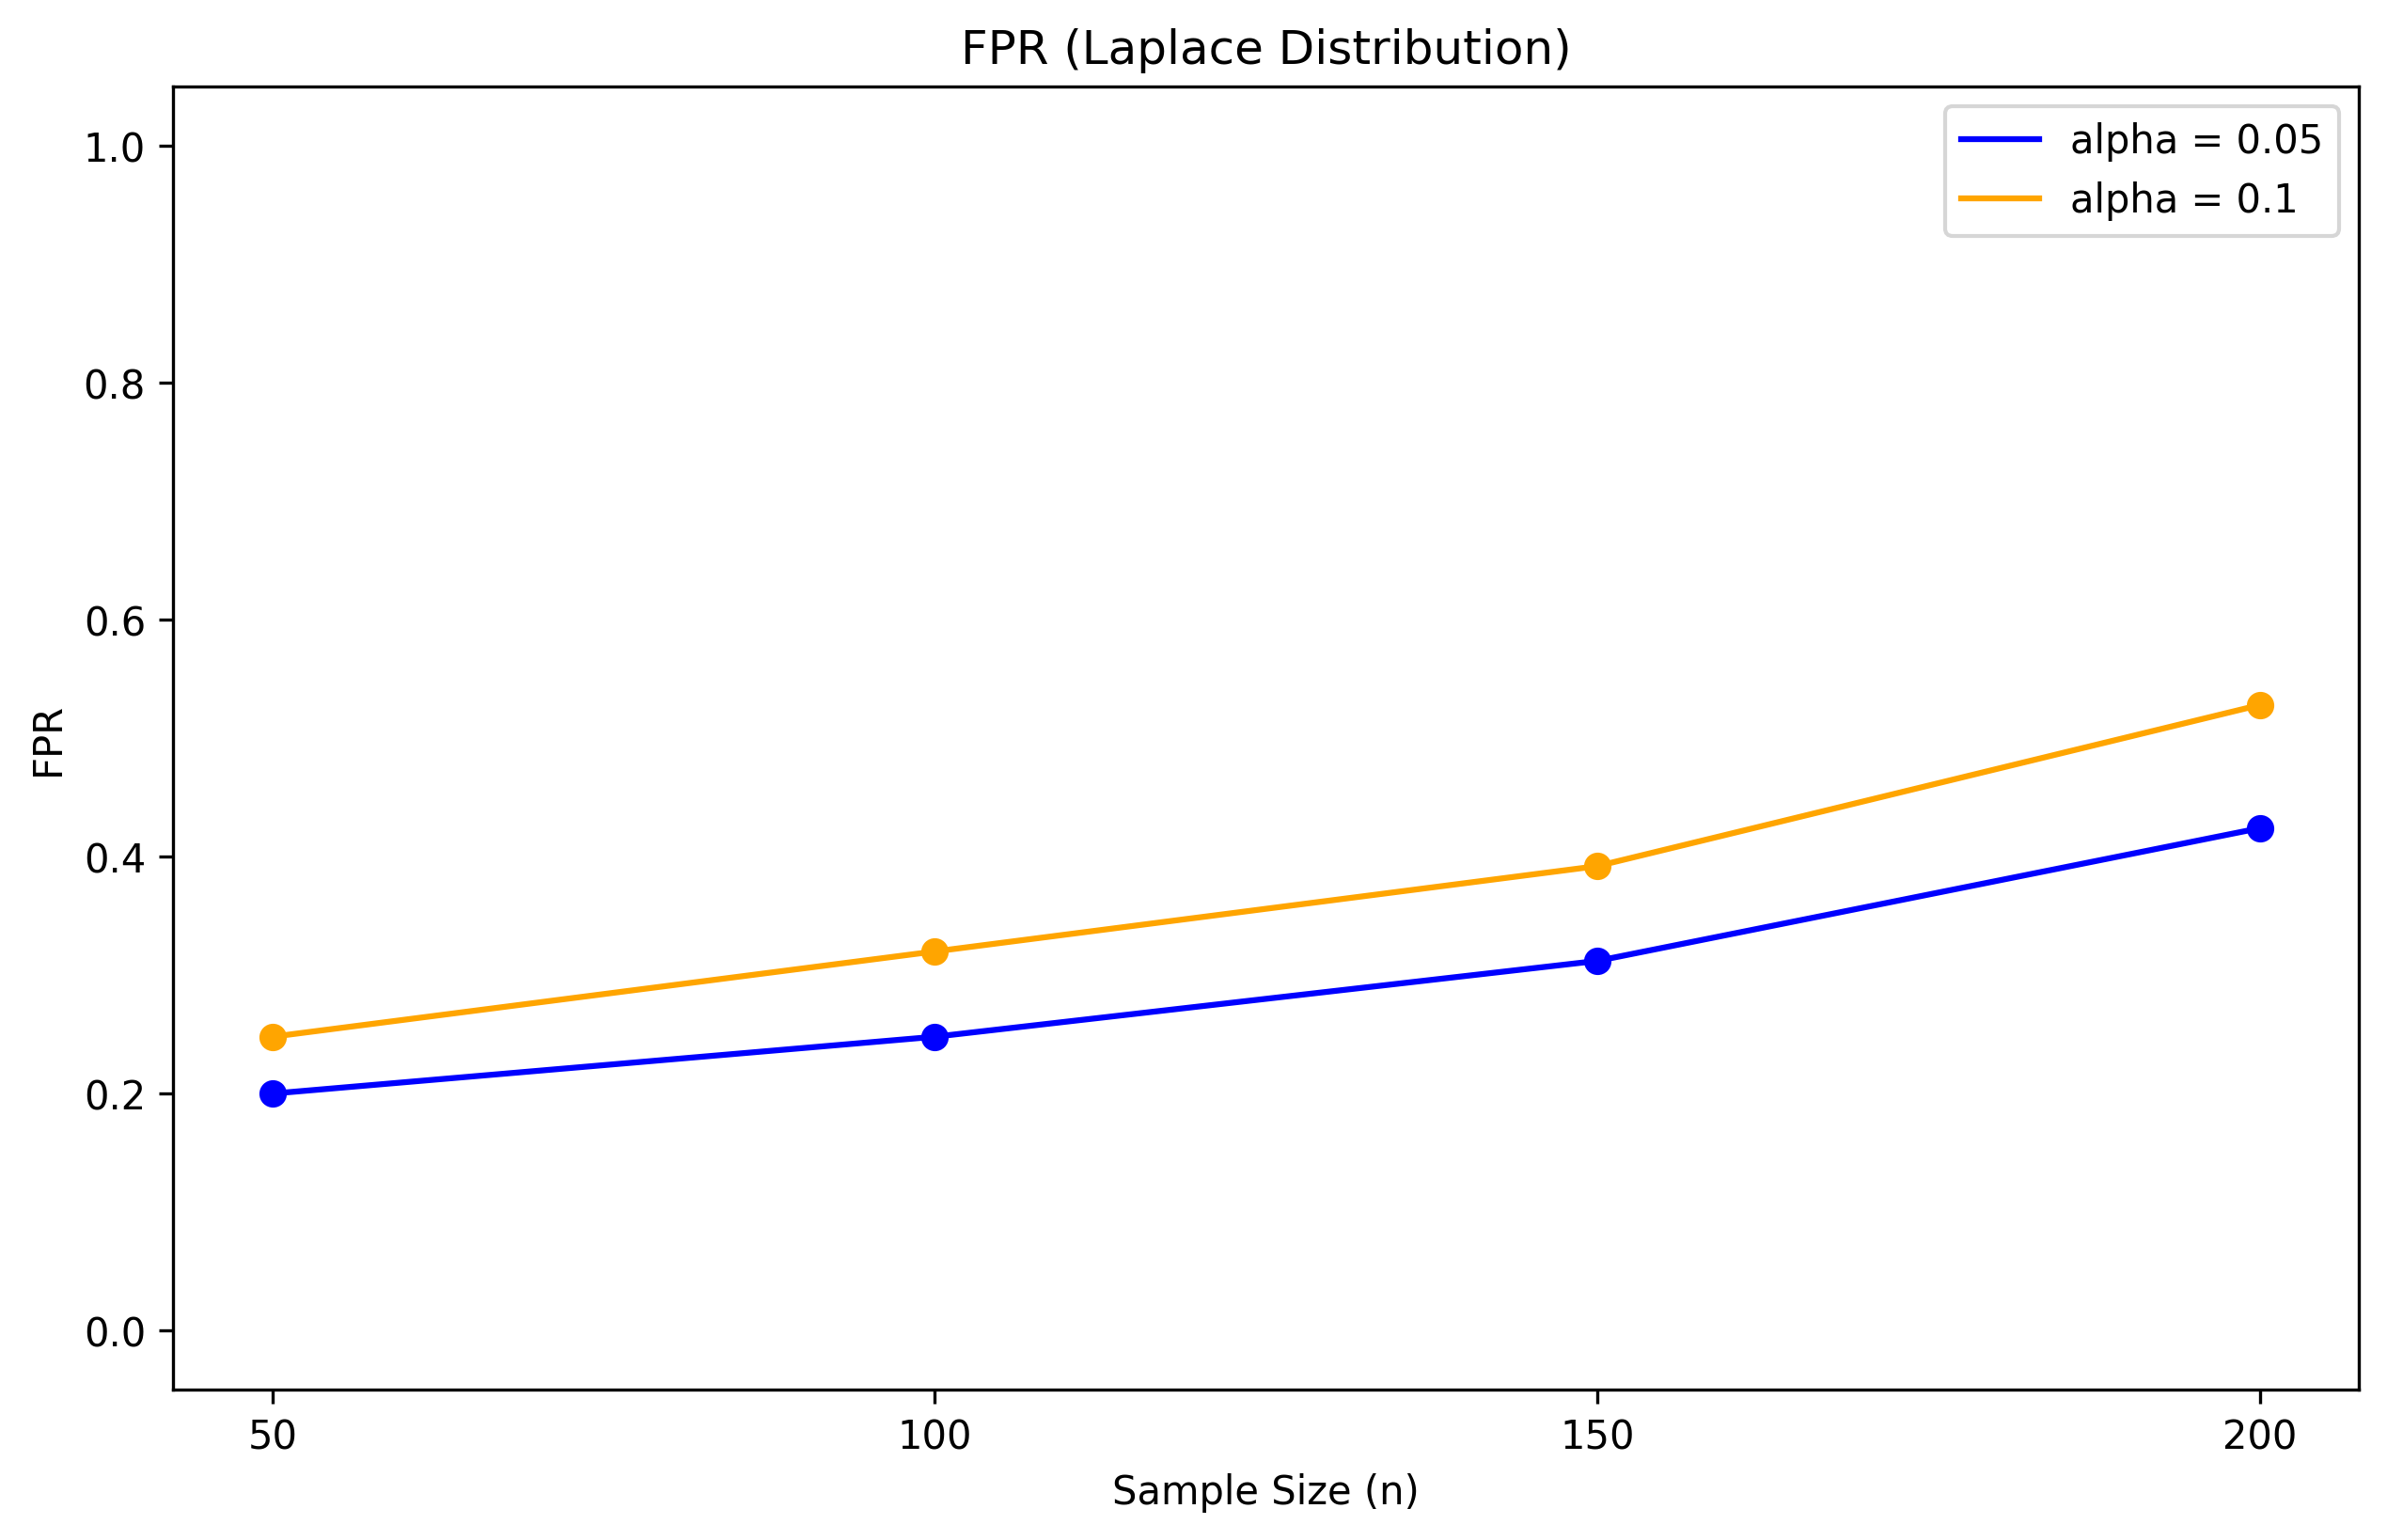 FPR (Laplace Distribution)
alpha = 0.05
alpha = 0.1
1.0
0.8
0.6
0.4
0.2
0.0
FPR
50
100
150
200
Sample Size (n)